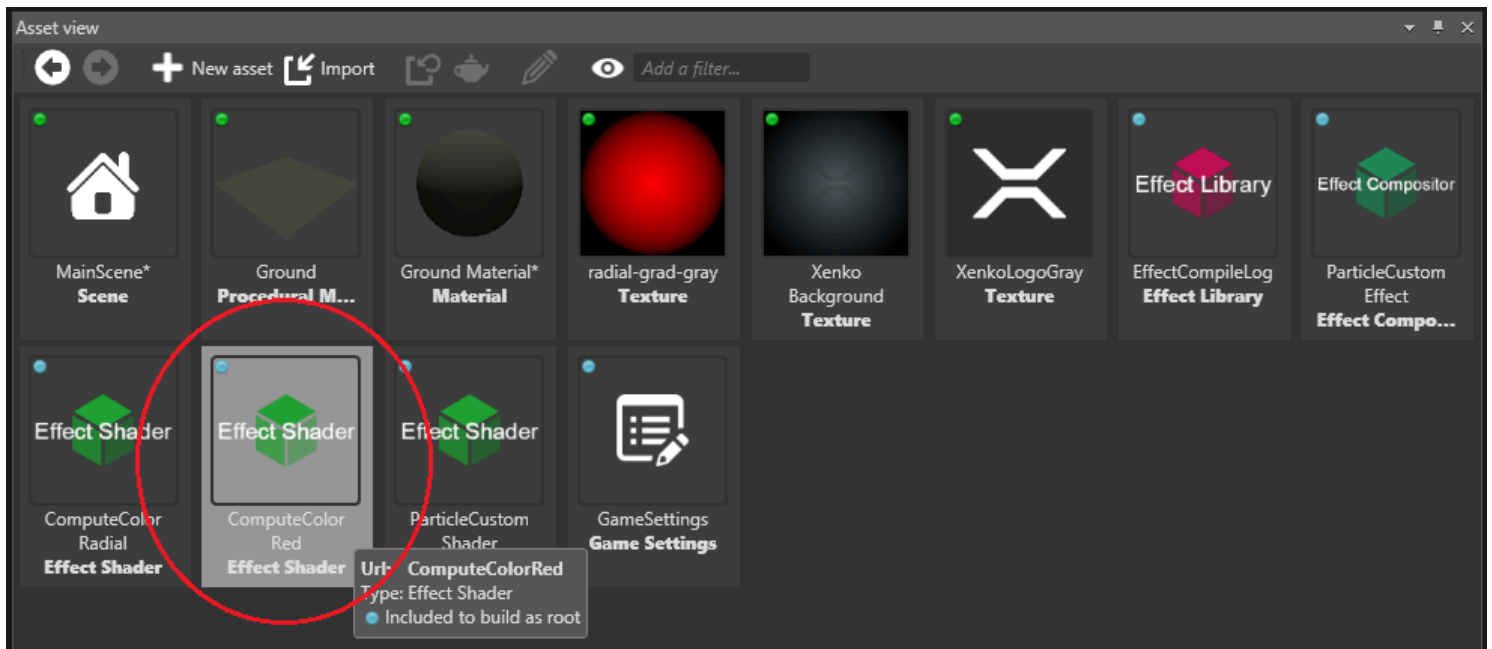 Asset view
New asset Import Add a filter...
Effect Library Effect Compositor
MainScene* Ground Ground Material* radial-grad-gray Xenko XenkoLogoGray EffectCompileLog ParticleCustom
Scene Procedural M... Material Texture Background Texture Effect Library Effect
Texture Effect Compo...
Effect Shader Effect Shader Effect Shader
ComputeColor ComputeColor ParticleCustom GameSettings
Radial Red Shader Game Settings
Effect Shader Effect Shader Url: ComputeColorRed
Type: Effect Shader
Included to build as root